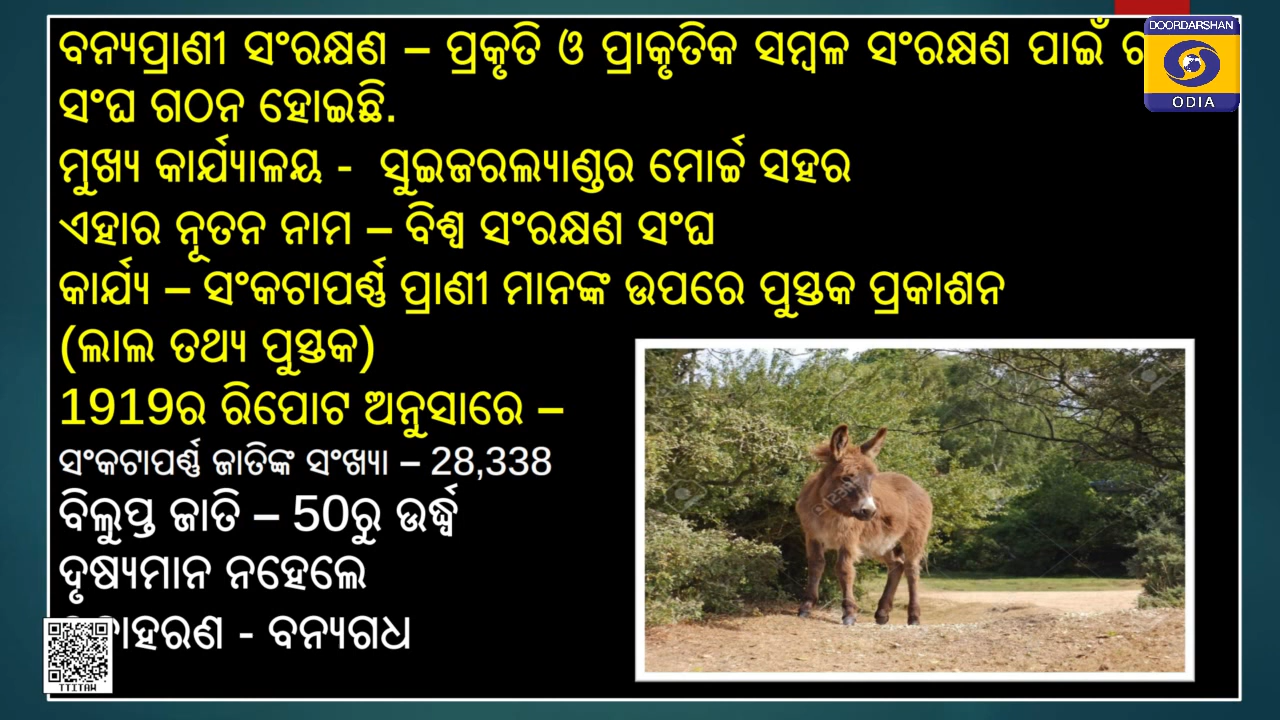 ବନ୍ୟପ୍ରାଣୀ ସଂରକ୍ଷଣ – ପ୍ରକୃତି ଓ ପ୍ରାକୃତିକ ସମ୍ବଳ ସଂରକ୍ଷଣ ପାଇଁ
ସଂଘ ଗଠନ ହୋଇଛି.
ମୁଖ୍ୟ କାର୍ଯ୍ୟାଳୟ - ସୁଇଜରଲ୍ୟାଣ୍ଡର ମୋର୍ଚ୍ଚ ସହର
ଏହାର ନୂତନ ନାମ – ବିଶ୍ୱ ସଂରକ୍ଷଣ ସଂଘ
କାର୍ଯ୍ୟ – ସଂକଟାପର୍ଣ୍ଣ ପ୍ରାଣୀ ମାନଙ୍କ ଉପରେ ପୁସ୍ତକ ପ୍ରକାଶନ
(ଲାଲ ତଥ୍ୟ ପୁସ୍ତକ)
1919ର ରିପୋଟ ଅନୁସାରେ –
ସଂକଟାପର୍ଣ୍ଣ ଜାତିଙ୍କ ସଂଖ୍ୟା – 28,338
ବିଲୁପ୍ତ ଜାତି – 50ରୁ ଉର୍ଦ୍ଧ୍ୱ
ଦୃଷ୍ୟମାନ ନହେଲେ
- ବନ୍ୟଗଧ
DOORDARSHAN
ODIA
TTITAW